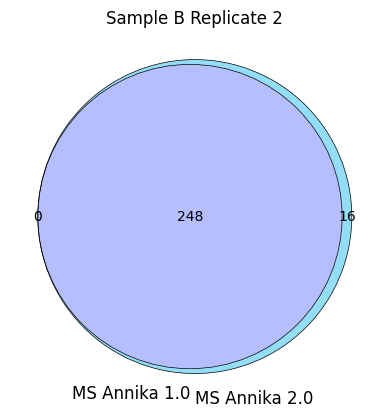 Sample B Replicate 2
0
248
16
MS Annika 1.0
MS Annika 2.0